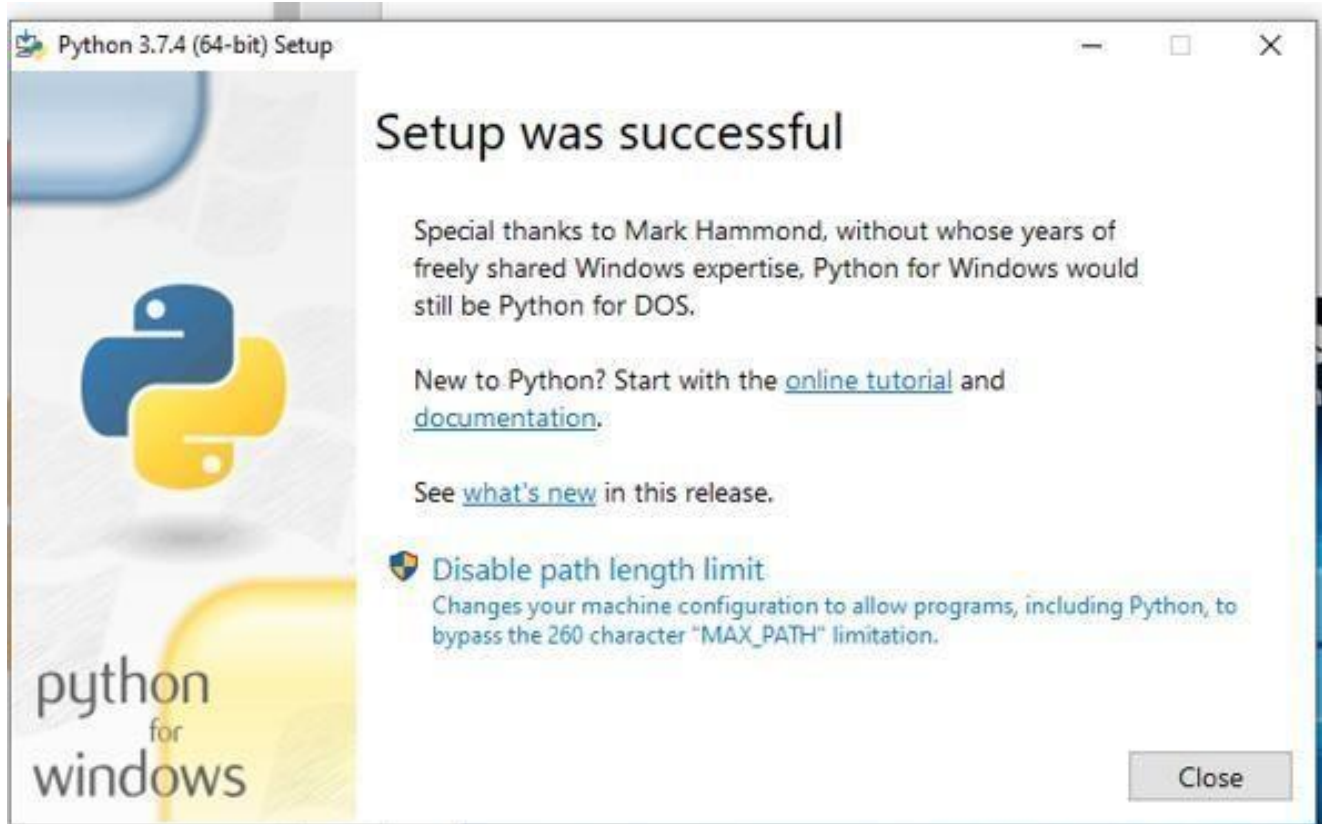 Python 3.7.4 (64-bit) Setup
Setup was successful
Special thanks to Mark Hammond, without whose years of
freely shared Windows expertise, Python for Windows would
still be Python for DOS.
New to Python? Start with the online tutorial and
documentation.
See what's new in this release.
Disable path length limit
Changes your machine configuration to allow programs, including Python, to
bypass the 260 character "MAX_PATH" limitation.
python
for
windows
Close